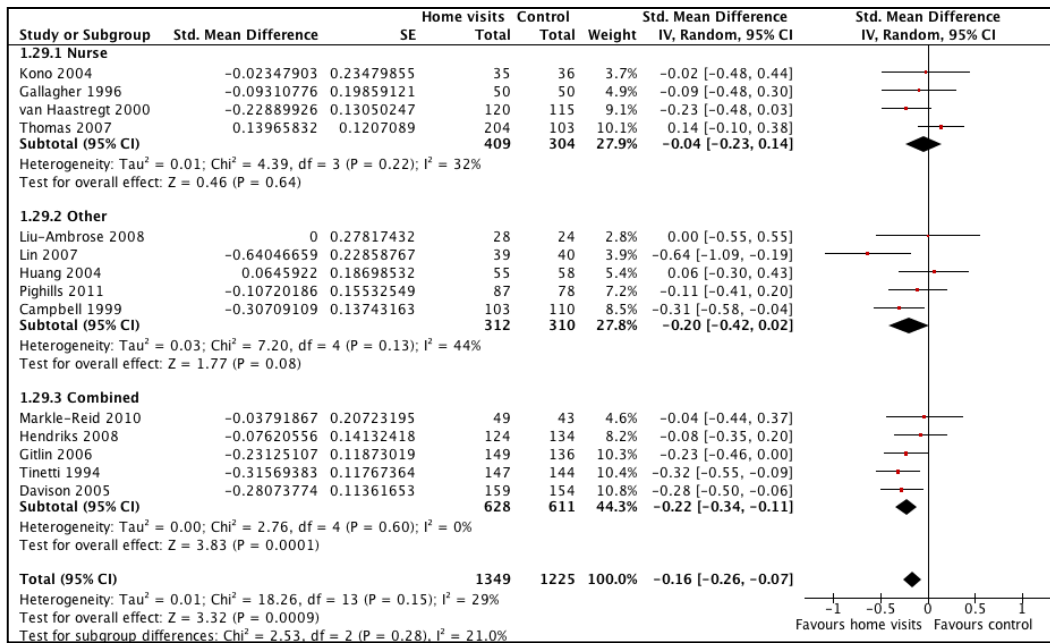 Home visits Control Std. Mean Difference Std. Mean Difference
Study or Subgroup Std. Mean Difference SE Total Total Weight IV, Random, 95% CI IV, Random, 95% CI
1.29.1 Nurse
Kono 2004 -0.02347903 0.23479855 35 36 3.7% -0.02 [-0.48, 0.44]
Gallagher 1996 -0.09310776 0.19859121 50 50 4.9% -0.09 [-0.48, 0.30]
van Haastregt 2000 -0.22889926 0.13050247 120 115 9.1% -0.23 [-0.48, 0.03]
Thomas 2007 0.13965832 0.1207089 204 103 10.1% 0.14 [-0.10, 0.38]
Subtotal (95% CI) 409 304 27.9% -0.04 [-0.23, 0.14]
Heterogeneity: Tau² = 0.01; Chi² = 4.39, df = 3 (P = 0.22); I² = 32%
Test for overall effect: Z = 0.46 (P = 0.64)
1.29.2 Other
Liu-Ambrose 2008 0 0.27817432 28 24 2.8% 0.00 [-0.55, 0.55]
Lin 2007 -0.64046659 0.22858767 39 40 3.9% -0.64 [-1.09, -0.19]
Huang 2004 0.0645922 0.18698532 55 58 5.4% 0.06 [-0.30, 0.43]
Pighills 2011 -0.10720186 0.15532549 87 78 7.2% -0.11 [-0.41, 0.20]
Campbell 1999 -0.30709109 0.13743163 103 110 8.5% -0.31 [-0.58, -0.04]
Subtotal (95% CI) 312 310 27.8% -0.20 [-0.42, 0.02]
Heterogeneity: Tau² = 0.03; Chi² = 7.20, df = 4 (P = 0.13); I² = 44%
Test for overall effect: Z = 1.77 (P = 0.08)
1.29.3 Combined
Markle-Reid 2010 -0.03791867 0.20723195 49 43 4.6% -0.04 [-0.44, 0.37]
Hendriks 2008 -0.07620556 0.14132418 124 134 8.2% -0.08 [-0.35, 0.20]
Gitlin 2006 -0.23125107 0.11873019 149 136 10.3% -0.23 [-0.46, 0.00]
Tinetti 1994 -0.31569383 0.11767364 147 144 10.4% -0.32 [-0.55, -0.09]
Davison 2005 -0.28073774 0.11361653 159 154 10.8% -0.28 [-0.50, -0.06]
Subtotal (95% CI) 628 611 44.3% -0.22 [-0.34, -0.11]
Heterogeneity: Tau² = 0.00; Chi² = 2.76, df = 4 (P = 0.60); I² = 0%
Test for overall effect: Z = 3.83 (P = 0.0001)
Total (95% CI) 1349 1225 100.0% -0.16 [-0.26, -0.07]
Heterogeneity: Tau² = 0.01; Chi² = 18.26, df = 13 (P = 0.15); I² = 29%
Test for overall effect: Z = 3.32 (P = 0.0009)
Test for subgroup differences: Chi² = 2.53, df = 2 (P = 0.28), I² = 21.0%
-1 -0.5 0 0.5 1
Favours home visits Favours control